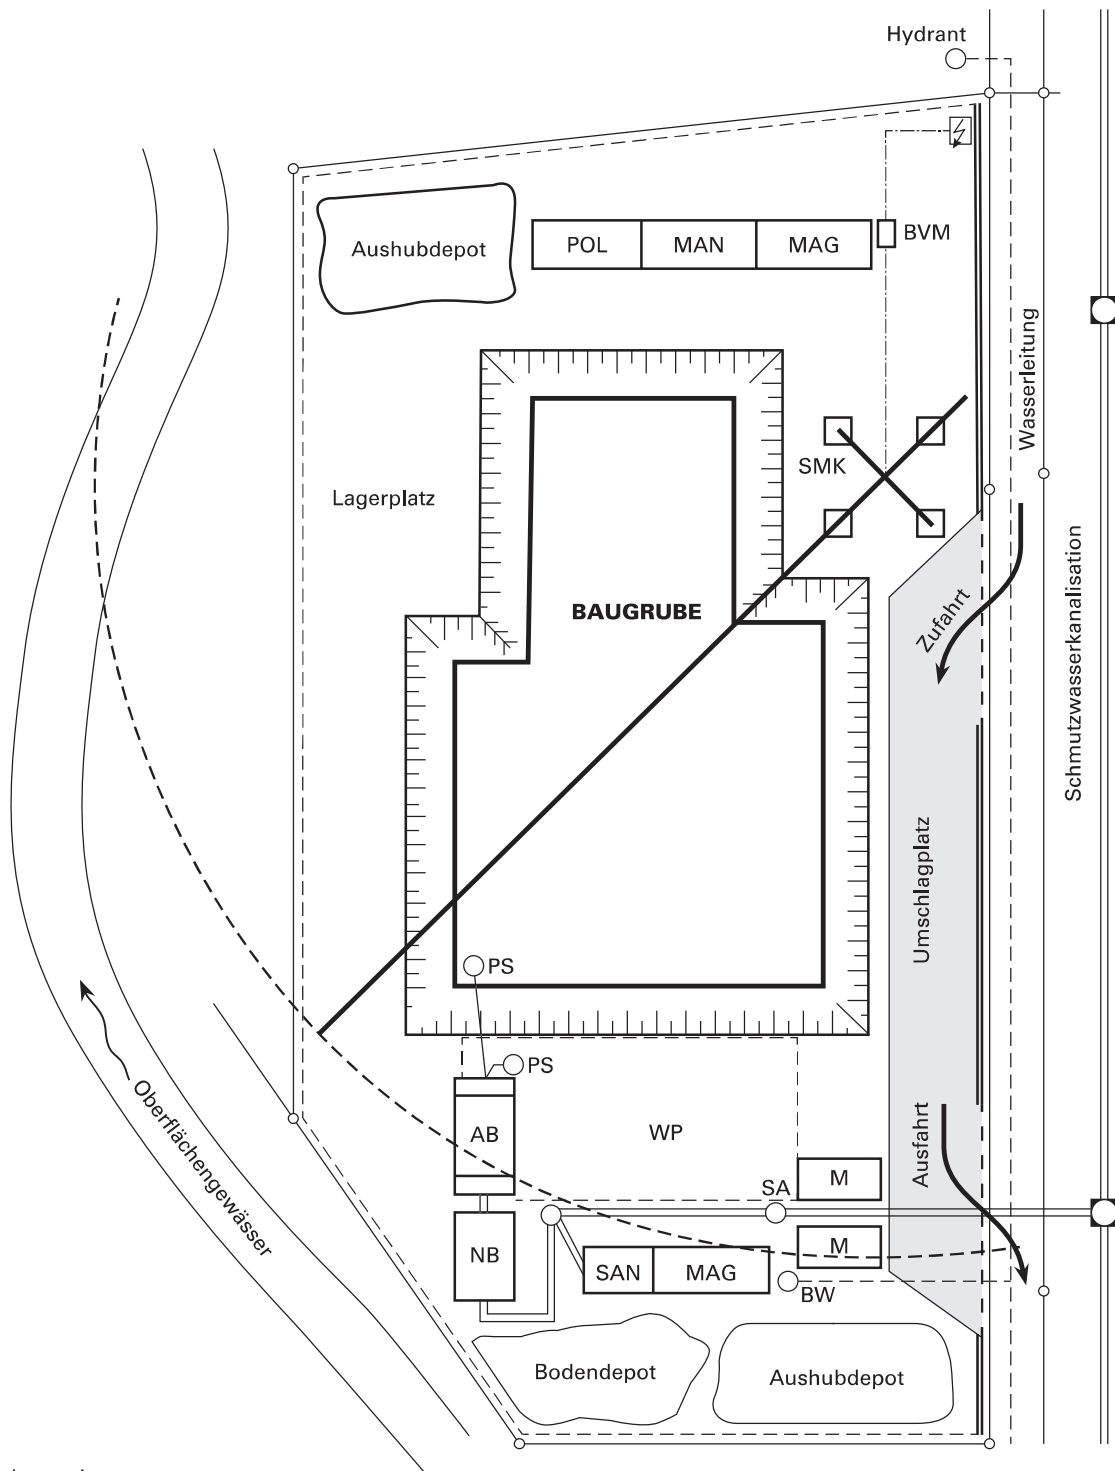 Hydrant
Aushubdepot
POL
MAN
MAG
BVM
Wasserleitung
SMK
Lagerplatz
Schmutzwasserkanalisation
BAUGRUBE
Zufahrt
Umschlagplatz
PS
PS
Oberflächengewässer
AB
WP
Ausfahrt
M
SA
NB
M
SAN
MAG
BW
Bodendepot
Aushubdepot